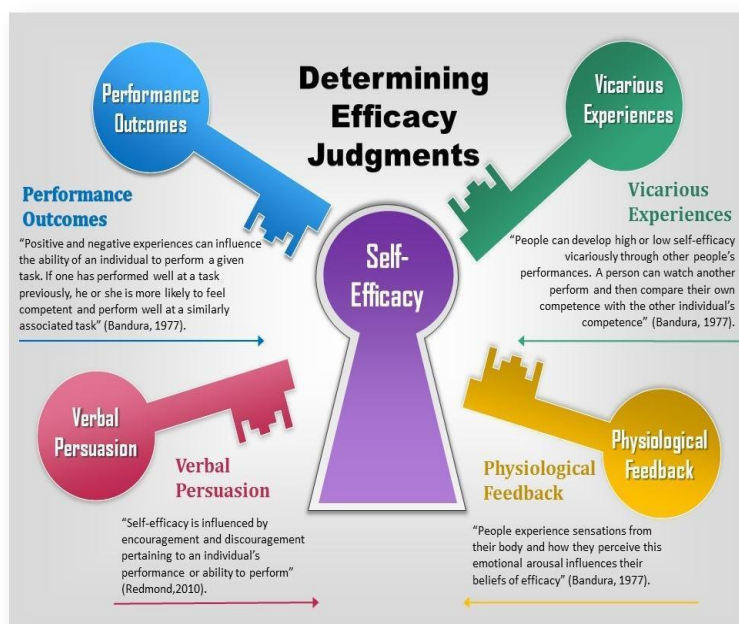 Determining
Efficacy
Judgments
Performance
Outcomes
Vicarious
Experiences
Performance
Outcomes
“Positive and negative experiences can influence
the ability of an individual to perform a given
task. If one has performed well at a task
previously, he or she is more likely to feel
competent and perform well at a similarly
associated task” (Bandura, 1977).
Self-
Efficacy
Vicarious
Experiences
“People can develop high or low self-efficacy
vicariously through other people’s
performances. A person can watch another
perform and then compare their own
competence with the other individual’s
competence” (Bandura, 1977).
Verbal
Persuasion
Verbal
Persuasion
“Self-efficacy is influenced by
encouragement and discouragement
pertaining to an individual’s
performance or ability to perform”
(Redmond,2010).
Physiological
Feedback
Physiological
Feedback
“People experience sensations from
their body and how they perceive this
emotional arousal influences their
beliefs of efficacy” (Bandura, 1977).